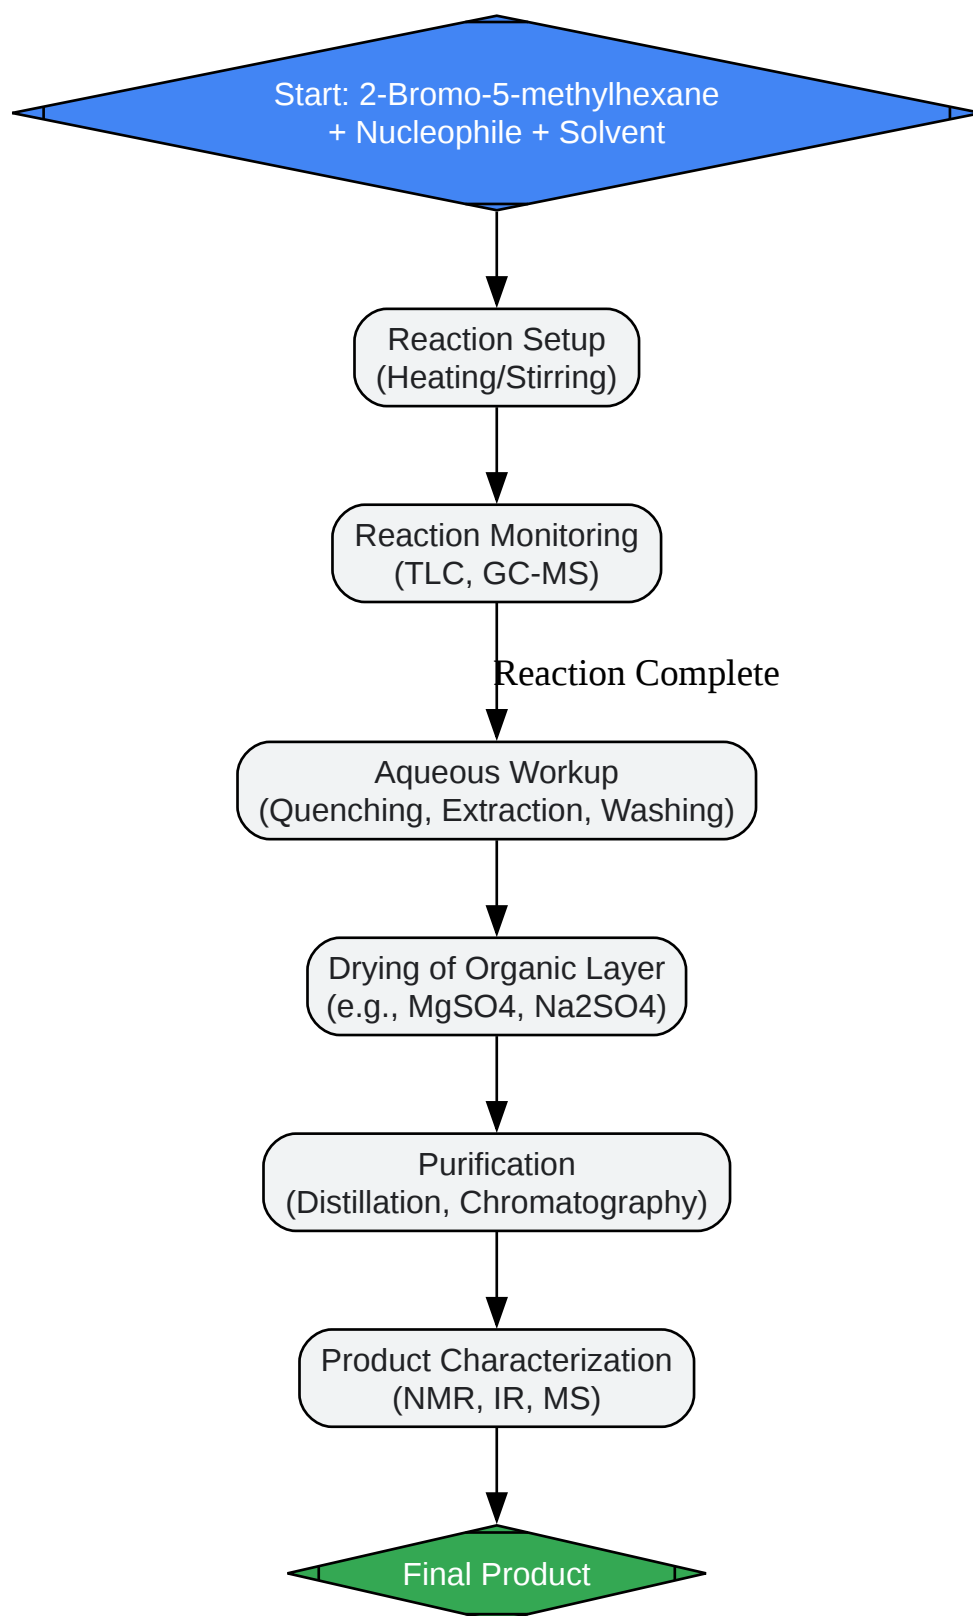 Start: 2-Bromo-5-methylhexane
+ Nucleophile + Solvent
Reaction Setup
(Heating/Stirring)
Reaction Monitoring
(TLC, GC-MS)
Reaction Complete
Aqueous Workup
(Quenching, Extraction, Washing)
Drying of Organic Layer
(e.g., MgSO4, Na2SO4)
Purification
(Distillation, Chromatography)
Product Characterization
(NMR, IR, MS)
Final Product